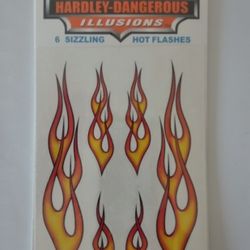 HARDLEY-DANGEROUS
ILLUSIONS
6 SIZZLING HOT FLASHES